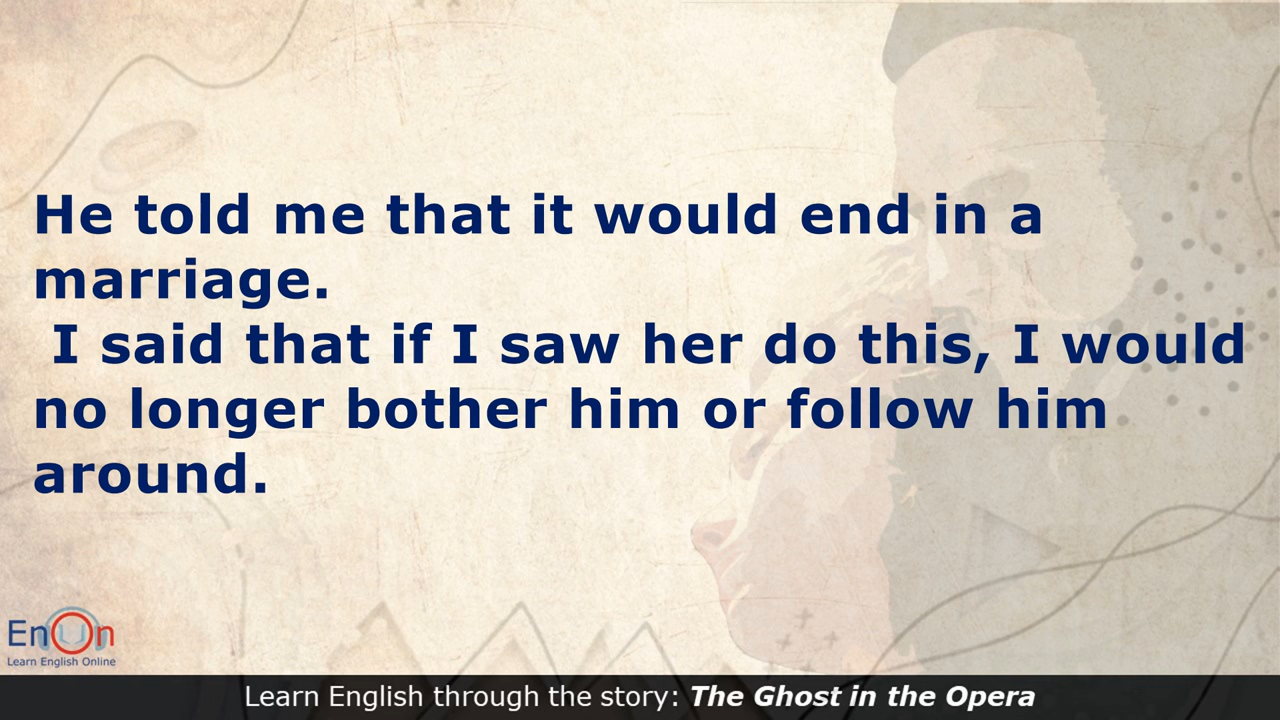 He told me that it would end in a
marriage.
I said that if I saw her do this, I would
no longer bother him or follow him
around.
EnOn
Learn English Online
Learn English through the story: The Ghost in the Opera